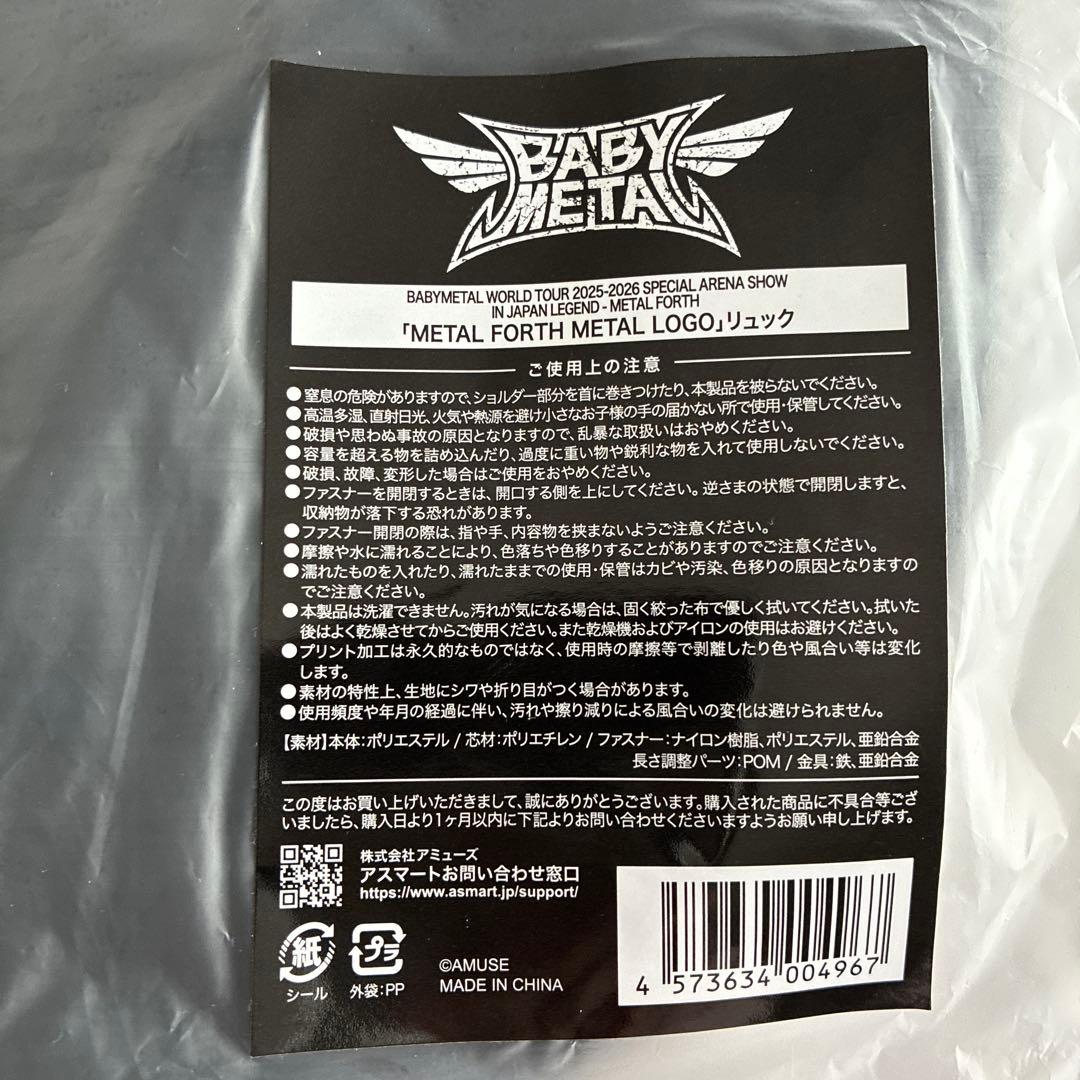 BABY
METAL
BABYMETAL WORLD TOUR 2025-2026 SPECIAL ARENA SHOW
IN JAPAN LEGEND - METAL FORTH
「METAL FORTH METAL LOGO」リュック
ご使用上の注意
●窒息の危険がありますので、ショルダー部分を首に巻きつけたり、本製品を被らないでください。
●高温多湿、直射日光、火気や熱源を避け小さなお子様の手の届かない所で使用・保管してください。
●破損や思わぬ事故の原因となりますので、乱暴な取扱いはおやめください。
●容量を超える物を詰め込んだり、過度に重い物や鋭利な物を入れて使用しないでください。
●破損、故障、変形した場合はご使用をおやめください。
●ファスナーを開閉するときは、開口する側を上にしてください。逆さまの状態で開閉しますと、
収納物が落下する恐れがあります。
●ファスナー開閉の際は、指や手、内容物を挟まないようご注意ください。
●摩擦や水に濡れることにより、色落ちや色移りすることがありますのでご注意ください。
●濡れたものを入れたり、濡れたままでの使用・保管はカビや汚染、色移りの原因となりますの
でご注意ください。
●本製品は洗濯できません。汚れが気になる場合は、固く絞った布で優しく拭いてください。拭いた
後はよく乾燥させてからご使用ください。また乾燥機およびアイロンの使用はお避けください。
●プリント加工は永久的なものではなく、使用時の摩擦等で剥離したり色や風合い等は変化
します。
●素材の特性上、生地にシワや折り目がつく場合があります。
●使用頻度や年月の経過に伴い、汚れや擦り減りによる風合いの変化は避けられません。
【素材】本体:ポリエステル / 芯材:ポリエチレン / ファスナー:ナイロン樹脂、ポリエステル、亜鉛合金
長さ調整パーツ:POM / 金具:鉄、亜鉛合金
この度はお買い上げいただきまして、誠にありがとうございます。購入された商品に不具合等ござ
いましたら、購入日より1ヶ月以内に下記よりお問い合わせくださいますようお願い申し上げます。
株式会社アミューズ
アスマートお問い合わせ窓口
https://www.asmart.jp/support/
紙
シール
プラ
外袋:PP
©AMUSE
MADE IN CHINA
4 573634 004967